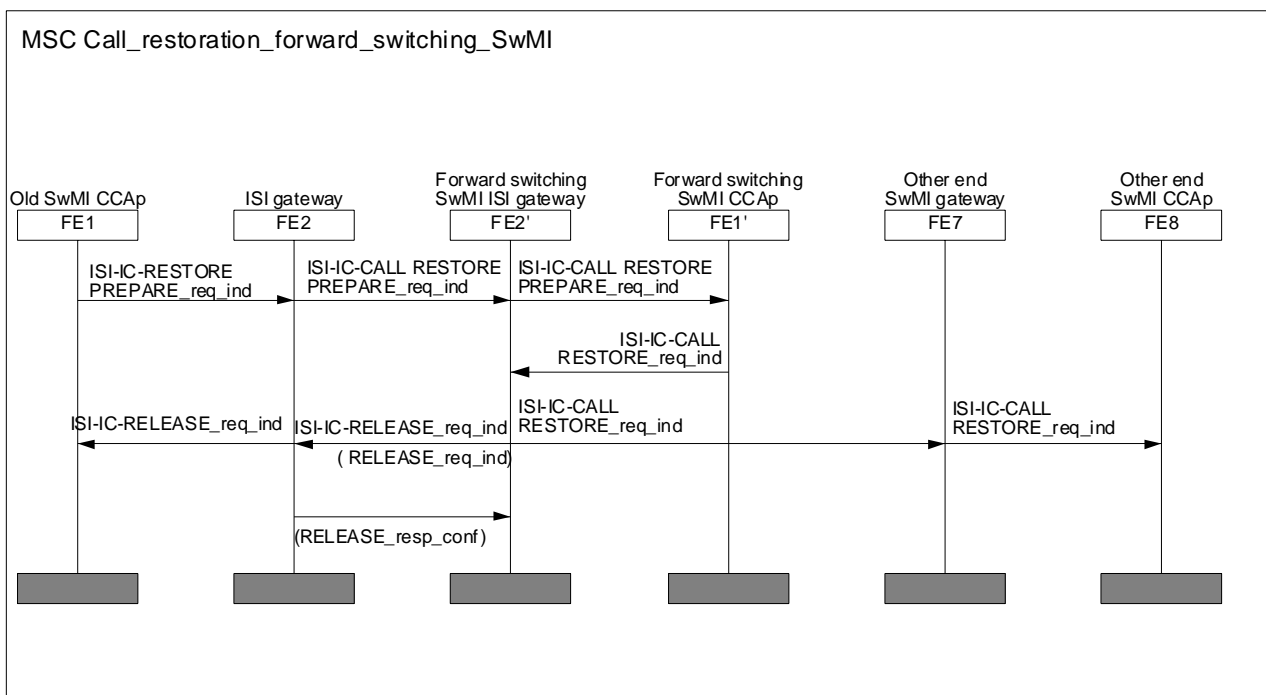 MSC Call_restoration_forward_switching_SwMI
Old SwMI CCAp
ISI gateway
Forward switching
SwMI ISI gateway
Forward switching
SwMI CCAp
Other end
SwMI gateway
Other end
SwMI CCAp
FE1
FE2
FE2'
FE1'
FE7
FE8
ISI-IC-RESTORE
PREPARE_req_ind
ISI-IC-CALL RESTORE
PREPARE_req_ind
ISI-IC-CALL RESTORE
PREPARE_req_ind
ISI-IC-CALL
RESTORE_req_ind
ISI-IC-RELEASE_req_ind
ISI-IC-RELEASE_req_ind
( RELEASE_req_ind)
ISI-IC-CALL
RESTORE_req_ind
ISI-IC-CALL
RESTORE_req_ind
(RELEASE_resp_conf)